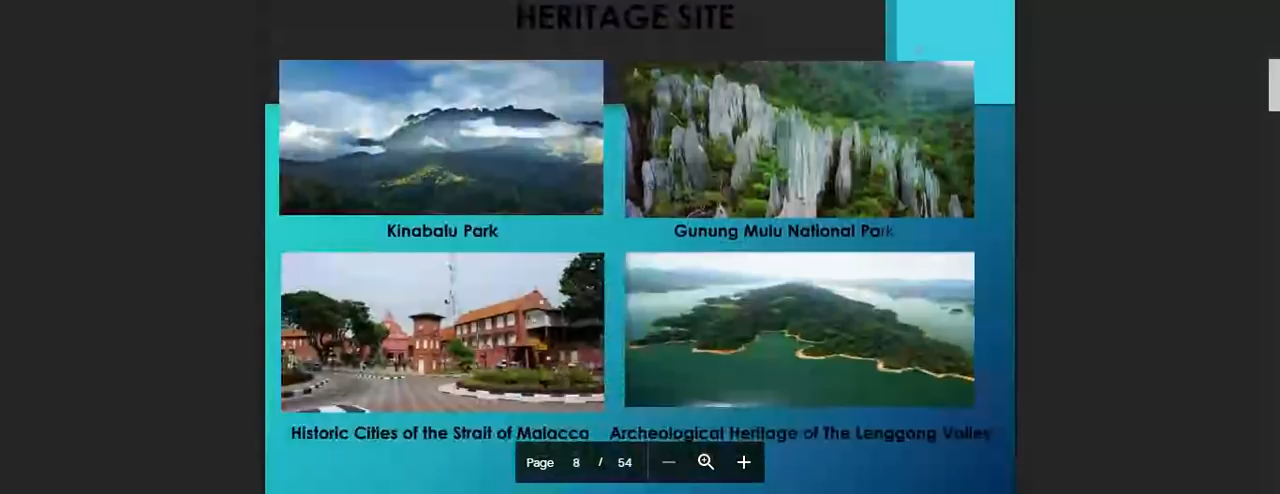 HERITAGE SITE
Kinabalu Park
Gunung Mulu National Park
Historic Cities of the Strait of Malacca
Archeological Heritage of The Lenggong Valley
Page 8 / 54